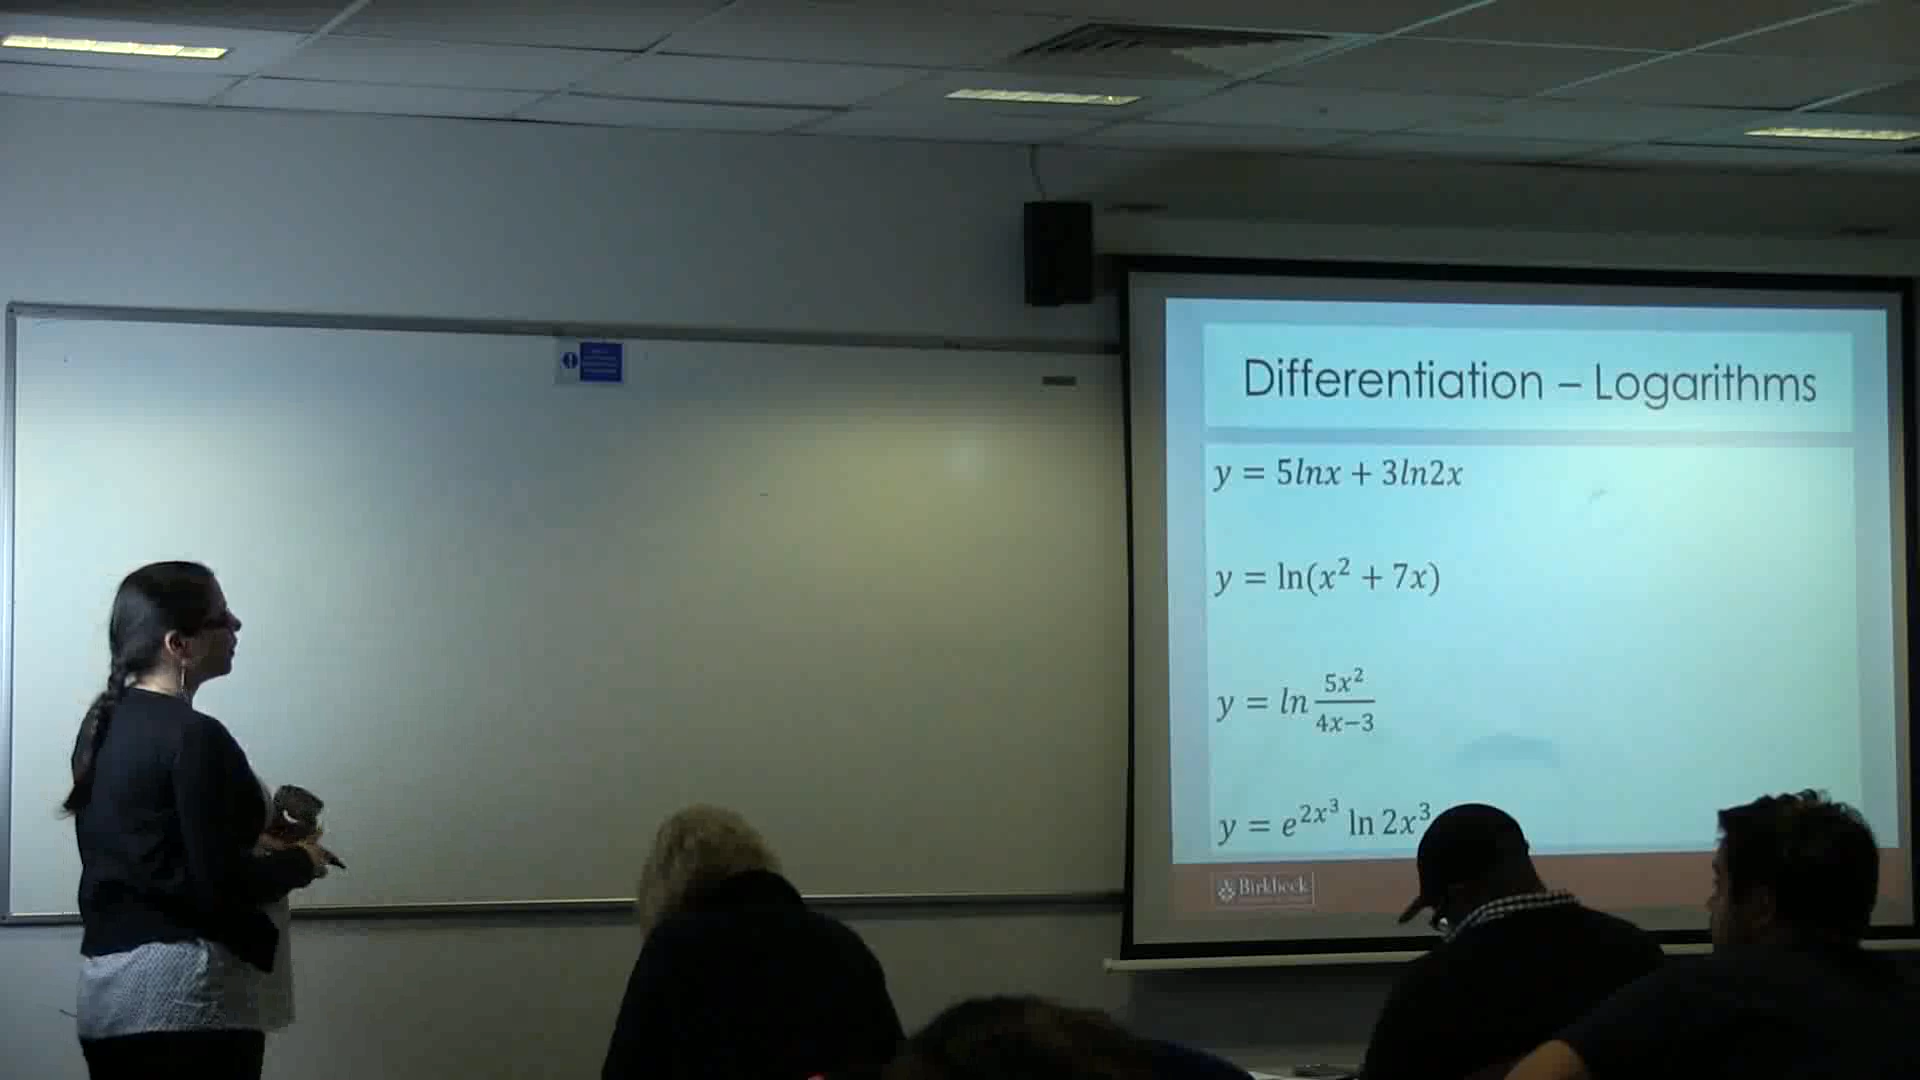 Differentiation – Logarithms
y = 5lnx + 3ln2x
y = ln(x² + 7x)
y = ln 5x²/4x−3
y = e^2x³ ln 2x³
Birkbeck